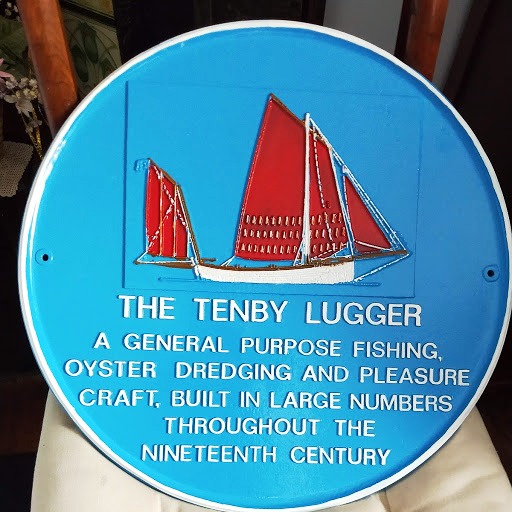 THE TENBY LUGGER
A GENERAL PURPOSE FISHING,
OYSTER DREDGING AND PLEASURE
CRAFT, BUILT IN LARGE NUMBERS
THROUGHOUT THE
NINETEENTH CENTURY